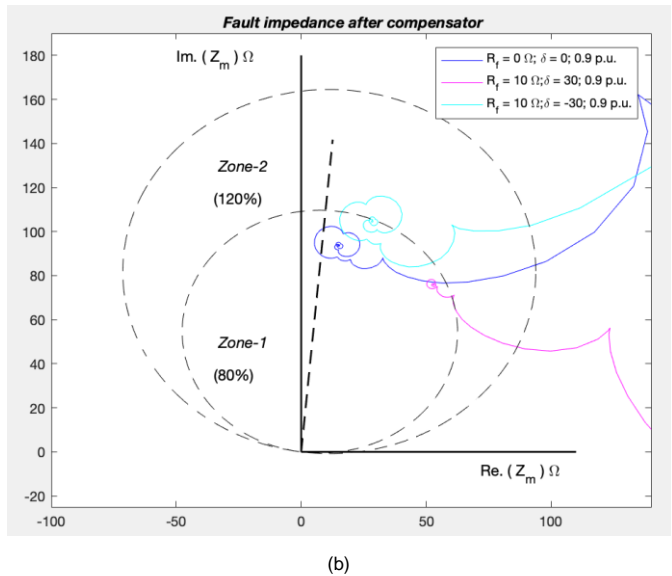 Fault impedance after compensator
180
160
140
120
100
80
60
40
20
0
-20
-100
-50
0
50
100
Im. ( Z_m ) Ω
R_f = 0 Ω; δ = 0; 0.9 p.u.
R_f = 10 Ω;δ = 30; 0.9 p.u.
R_f = 10 Ω;δ = -30; 0.9 p.u.
Zone-2
(120%)
Zone-1
(80%)
Re. ( Z_m ) Ω
(b)